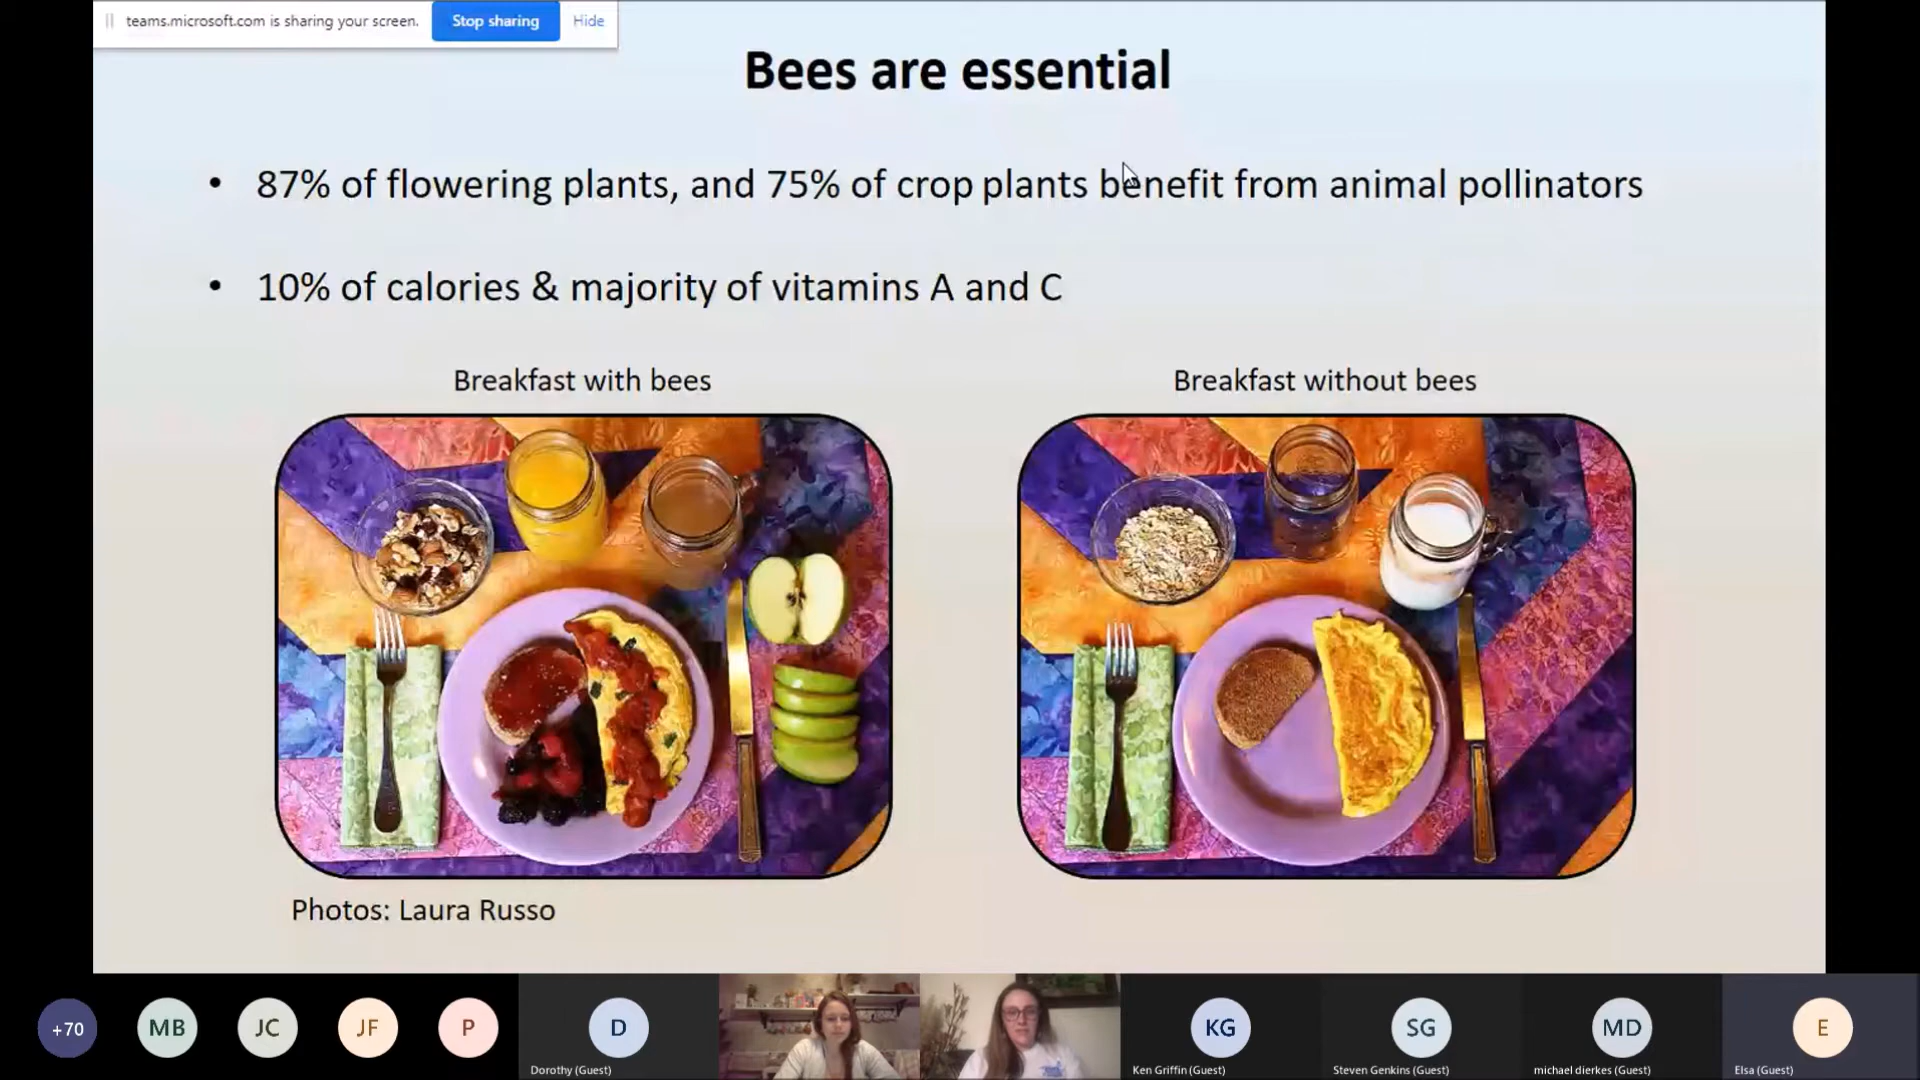 teams.microsoft.com is sharing your screen. Stop sharing Hide
Bees are essential
• 87% of flowering plants, and 75% of crop plants benefit from animal pollinators
• 10% of calories & majority of vitamins A and C
Breakfast with bees
Breakfast without bees
Photos: Laura Russo
+70
MB
JC
JF
P
D
KG
SG
MD
E
Dorothy (Guest)
Ken Griffin (Guest)
Steven Genkins (Guest)
michael dierkes (Guest)
Elsa (Guest)